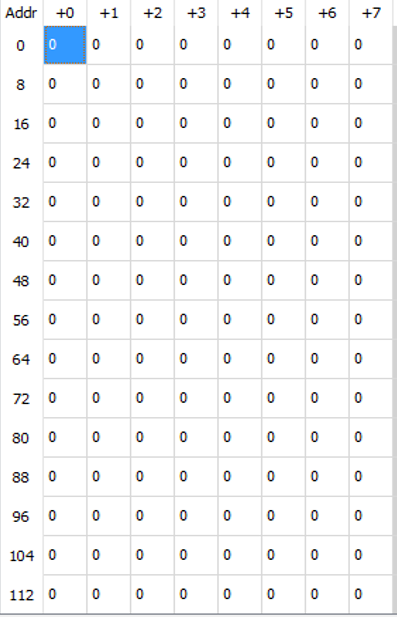 Addr +0 +1 +2 +3 +4 +5 +6 +7
0 0 0 0 0 0 0 0 0
8 0 0 0 0 0 0 0 0
16 0 0 0 0 0 0 0 0
24 0 0 0 0 0 0 0 0
32 0 0 0 0 0 0 0 0
40 0 0 0 0 0 0 0 0
48 0 0 0 0 0 0 0 0
56 0 0 0 0 0 0 0 0
64 0 0 0 0 0 0 0 0
72 0 0 0 0 0 0 0 0
80 0 0 0 0 0 0 0 0
88 0 0 0 0 0 0 0 0
96 0 0 0 0 0 0 0 0
104 0 0 0 0 0 0 0 0
112 0 0 0 0 0 0 0 0